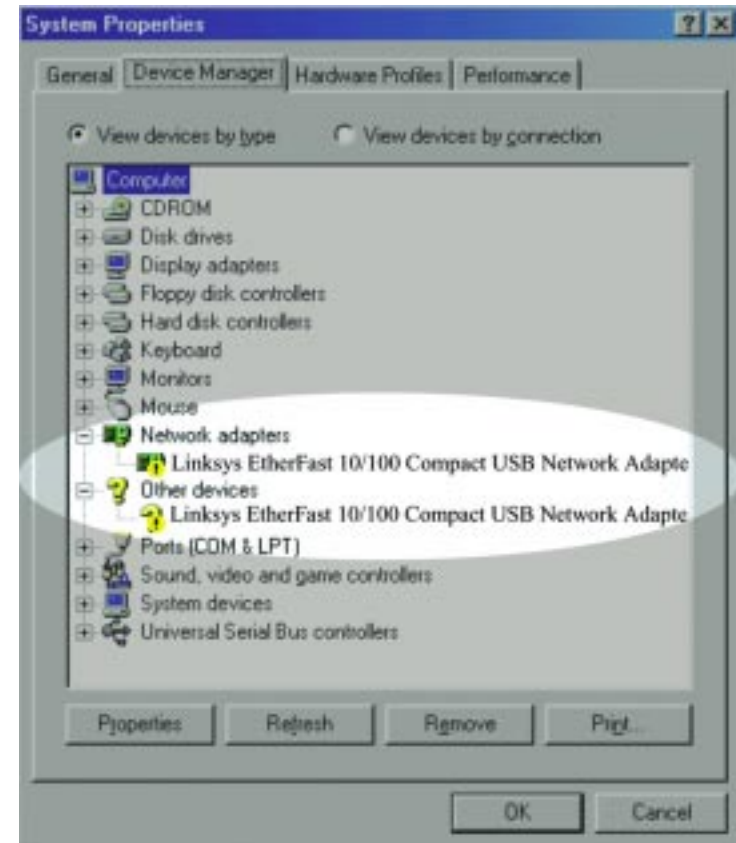 System Properties
General Device Manager Hardware Profiles Performance
View devices by type View devices by connection
Computer
CDROM
Disk drives
Display adapters
Floppy disk controllers
Hard disk controllers
Keyboard
Monitors
Mouse
Network adapters
Linksys EtherFast 10/100 Compact USB Network Adapte
Other devices
Linksys EtherFast 10/100 Compact USB Network Adapte
Ports (COM & LPT)
Sound, video and game controllers
System devices
Universal Serial Bus controllers
Properties Refresh Remove Print...
OK Cancel